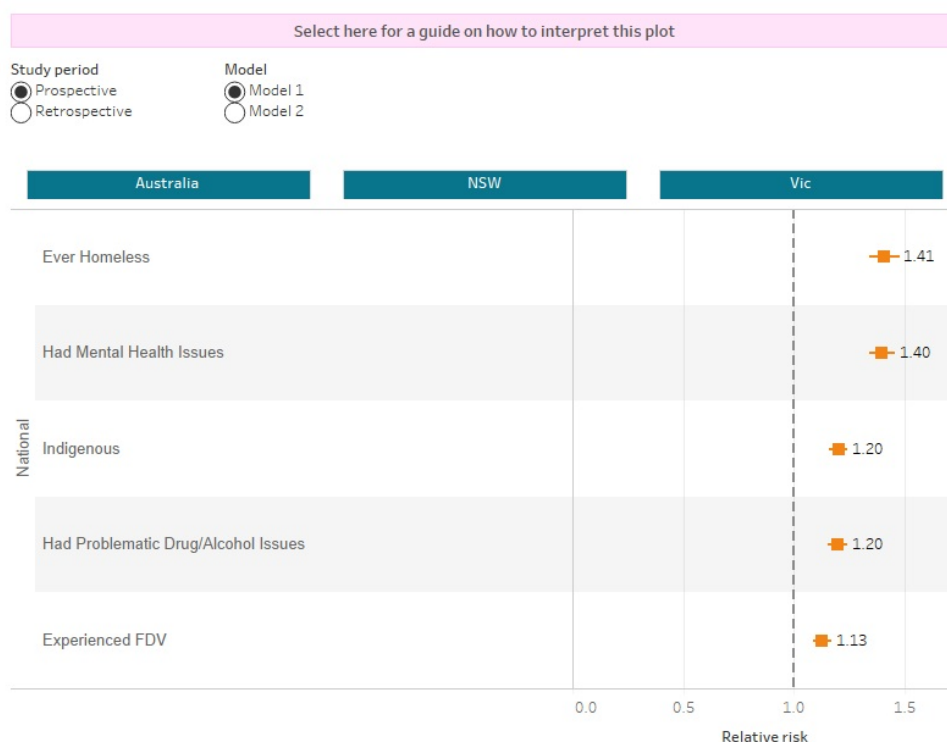 Select here for a guide on how to interpret this plot
Study period
Model
Prospective
Model 1
Retrospective
Model 2
Australia
NSW
Vic
National
Ever Homeless
1.41
Had Mental Health Issues
1.40
Indigenous
1.20
Had Problematic Drug/Alcohol Issues
1.20
Experienced FDV
1.13
0.0
0.5
1.0
1.5
Relative risk